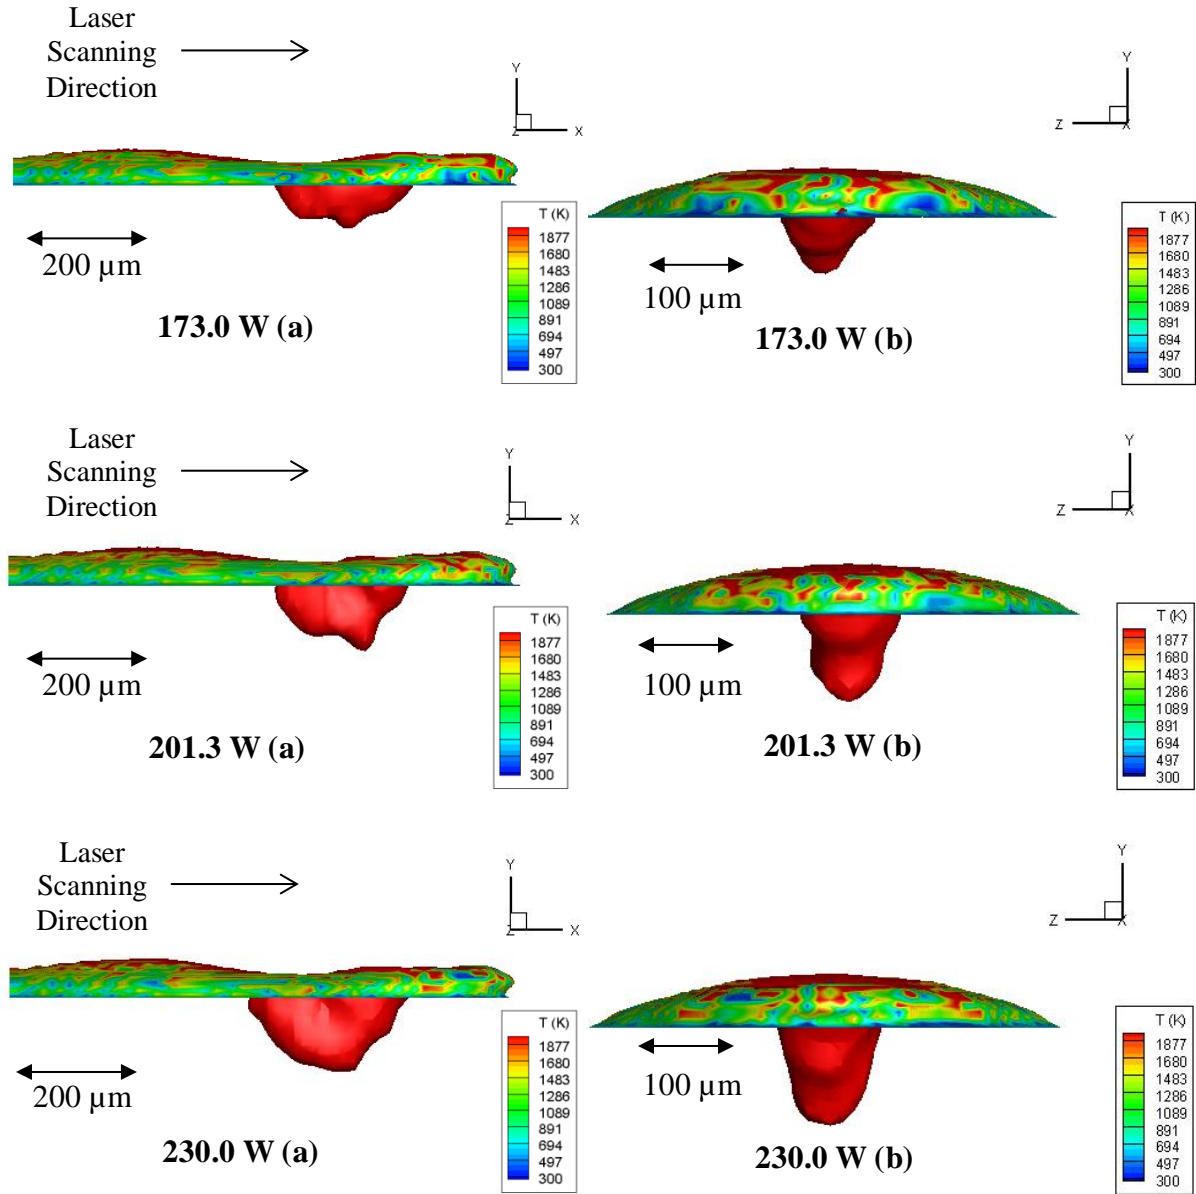 Laser
Scanning
Direction
Y
Z
X
Y
Z
X
200 µm
T (K)
1877
1680
1483
1286
1089
891
694
497
300
100 µm
T (K)
1877
1680
1483
1286
1089
891
694
497
300
173.0 W (a)
173.0 W (b)
Laser
Scanning
Direction
Y
Z
X
Y
Z
X
200 µm
T (K)
1877
1680
1483
1286
1089
891
694
497
300
100 µm
T (K)
1877
1680
1483
1286
1089
891
694
497
300
201.3 W (a)
201.3 W (b)
Laser
Scanning
Direction
Y
Z
X
Y
Z
X
200 µm
T (K)
1877
1680
1483
1286
1089
891
694
497
300
100 µm
T (K)
1877
1680
1483
1286
1089
891
694
497
300
230.0 W (a)
230.0 W (b)